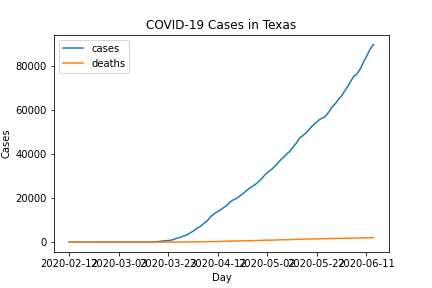 COVID-19 Cases in Texas
cases
deaths
80000
60000
40000
20000
0
Cases
2020-02-12 2020-03-03 2020-03-23 2020-04-12 2020-05-02 2020-05-22 2020-06-11
Day